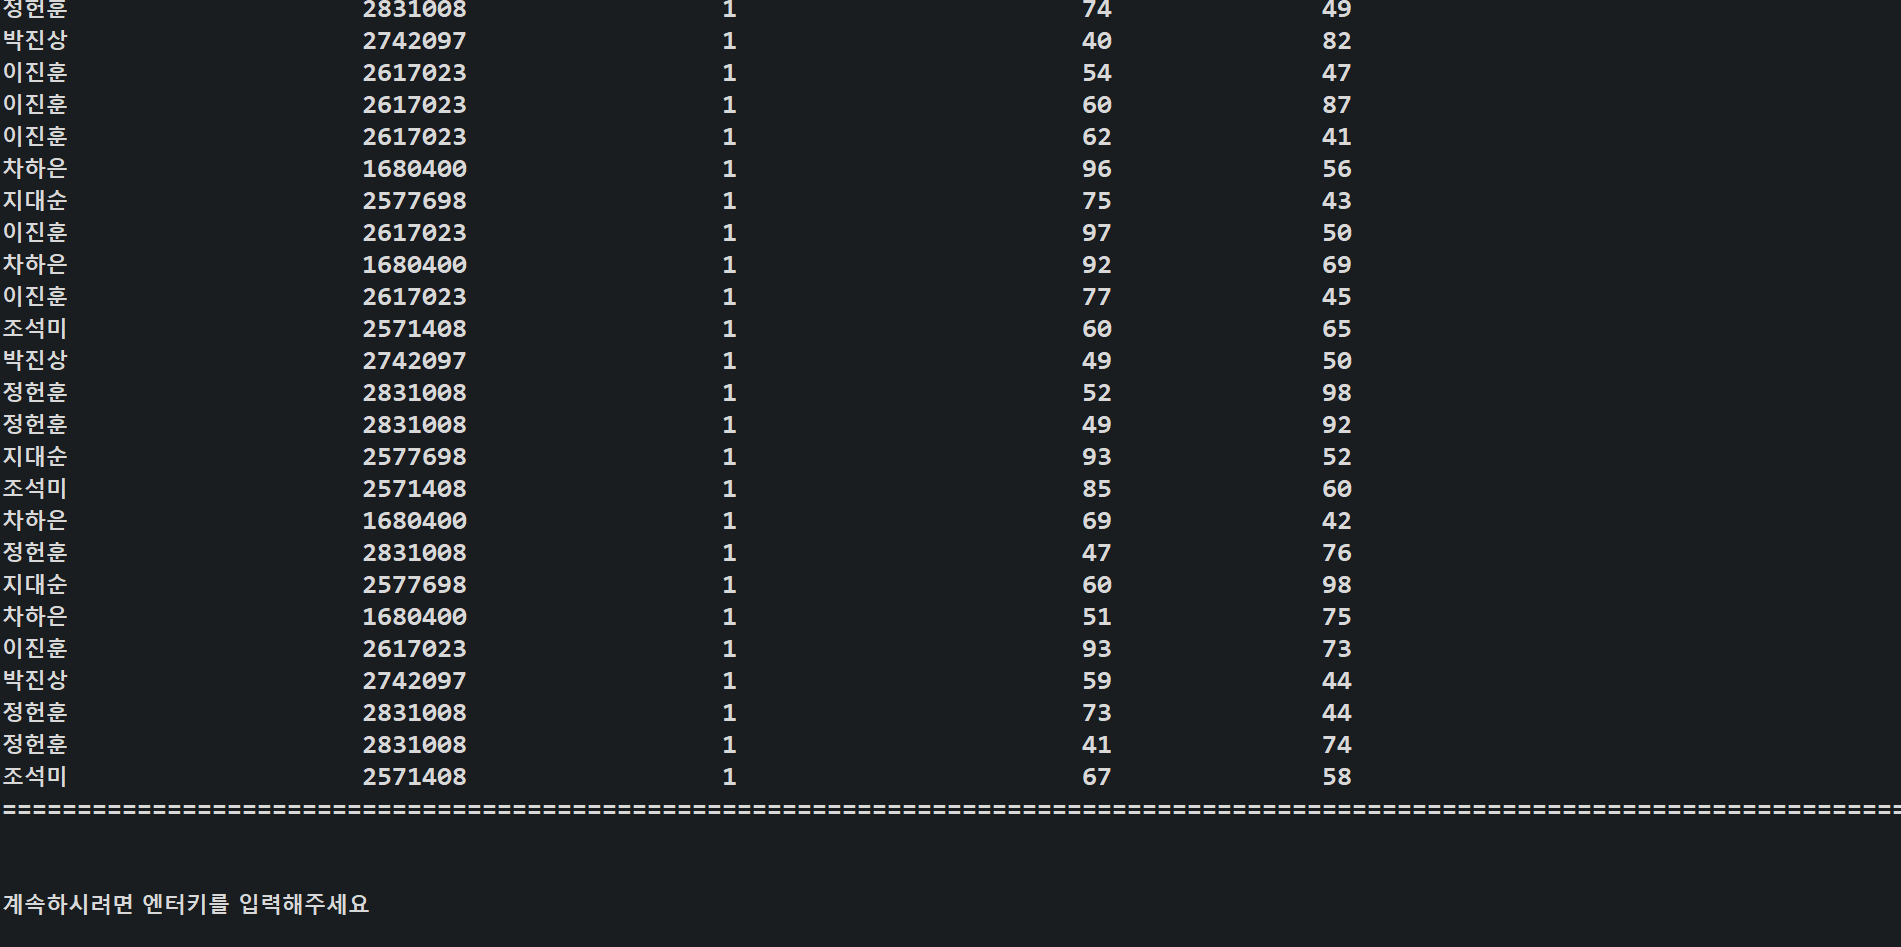 정헌훈 2831008 1 74 49
박진상 2742097 1 40 82
이진훈 2617023 1 54 47
이진훈 2617023 1 60 87
이진훈 2617023 1 62 41
차하은 1680400 1 96 56
지대순 2577698 1 75 43
이진훈 2617023 1 97 50
차하은 1680400 1 92 69
이진훈 2617023 1 77 45
조석미 2571408 1 60 65
박진상 2742097 1 49 50
정헌훈 2831008 1 52 98
정헌훈 2831008 1 49 92
지대순 2577698 1 93 52
조석미 2571408 1 85 60
차하은 1680400 1 69 42
정헌훈 2831008 1 47 76
지대순 2577698 1 60 98
차하은 1680400 1 51 75
이진훈 2617023 1 93 73
박진상 2742097 1 59 44
정헌훈 2831008 1 73 44
정헌훈 2831008 1 41 74
조석미 2571408 1 67 58
===============================================================================================================================
계속하시려면 엔터키를 입력해주세요